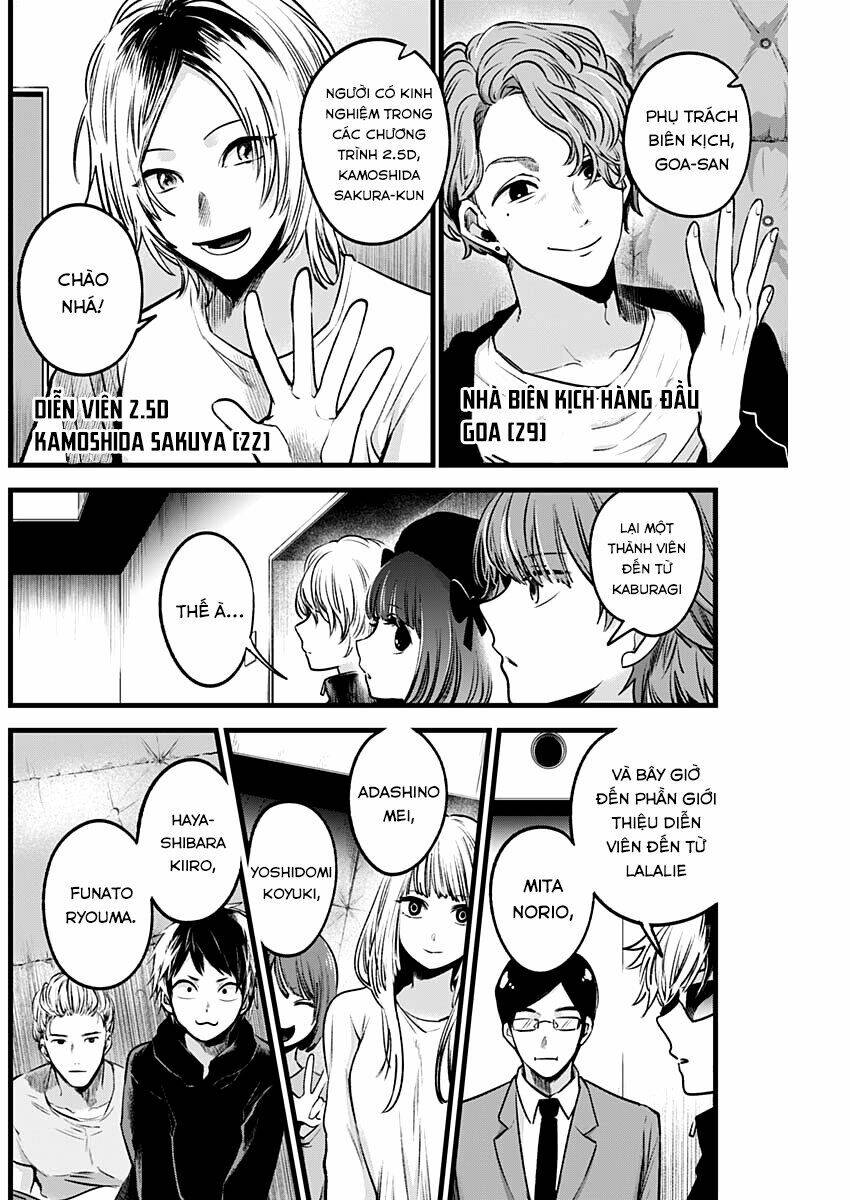 PHỤ TRÁCH
BIÊN KỊCH,
GOA-SAN
NHÀ BIÊN KỊCH HÀNG ĐẦU
GOA (29)
NGƯỜI CÓ KINH
NGHIỆM TRONG
CÁC CHƯƠNG
TRÌNH 2.5D,
KAMOSHIDA
SAKURA-KUN
CHÀO
NHÁ!
DIỄN VIÊN 2.5D
KAMOSHIDA SAKUYA (22)
LẠI MỘT
THÀNH VIÊN
ĐẾN TỪ
KABURAGI
THẾ À...
VÀ BÂY GIỜ
ĐẾN PHẦN GIỚI
THIỆU DIỄN
VIÊN ĐẾN TỪ
LALALIE
MITA
NORIO,
ADASHINO
MEI,
YOSHIDOMI
KOYUKI,
HAYA-
SHIBARA
KIIRO,
FUNATO
RYOUMA.